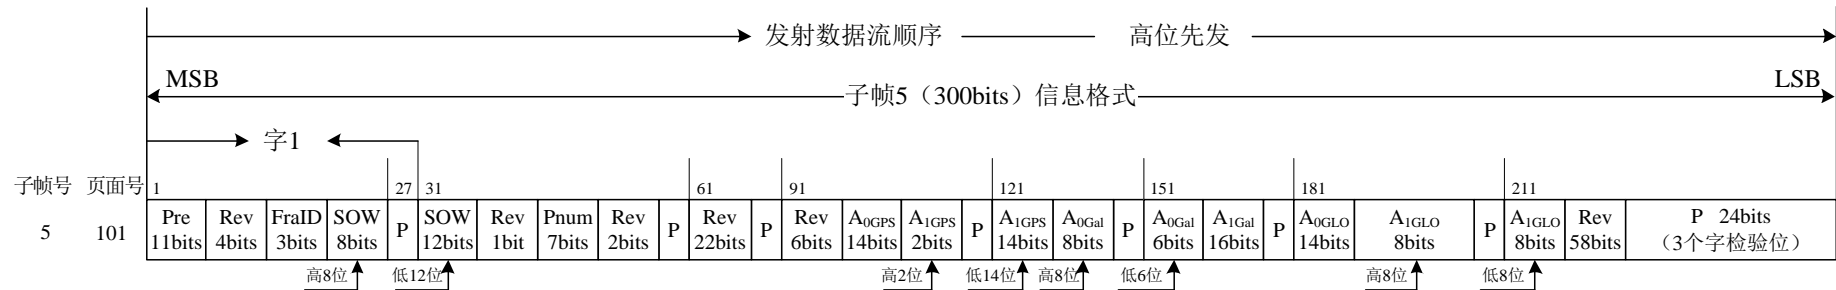 发射数据流顺序 高位先发
MSB LSB
子帧5（300bits）信息格式
字1
子帧号 页面号 1 27 31 61 91 121 151 181 211
5 101 Pre 11bits Rev 4bits FraID 3bits SOW 8bits P SOW 12bits Rev 1bit Pnum 7bits Rev 2bits P Rev 22bits P Rev 6bits A0GPS 14bits A1GPS 2bits P A1GPS 14bits A0Gal 8bits P A0Gal 6bits A1Gal 16bits P A0GLO 14bits A1GLO 8bits P A1GLO 8bits Rev 58bits P 24bits （3个字检验位）
高8位 低12位 高2位 低14位 高8位 低6位 高8位 低8位